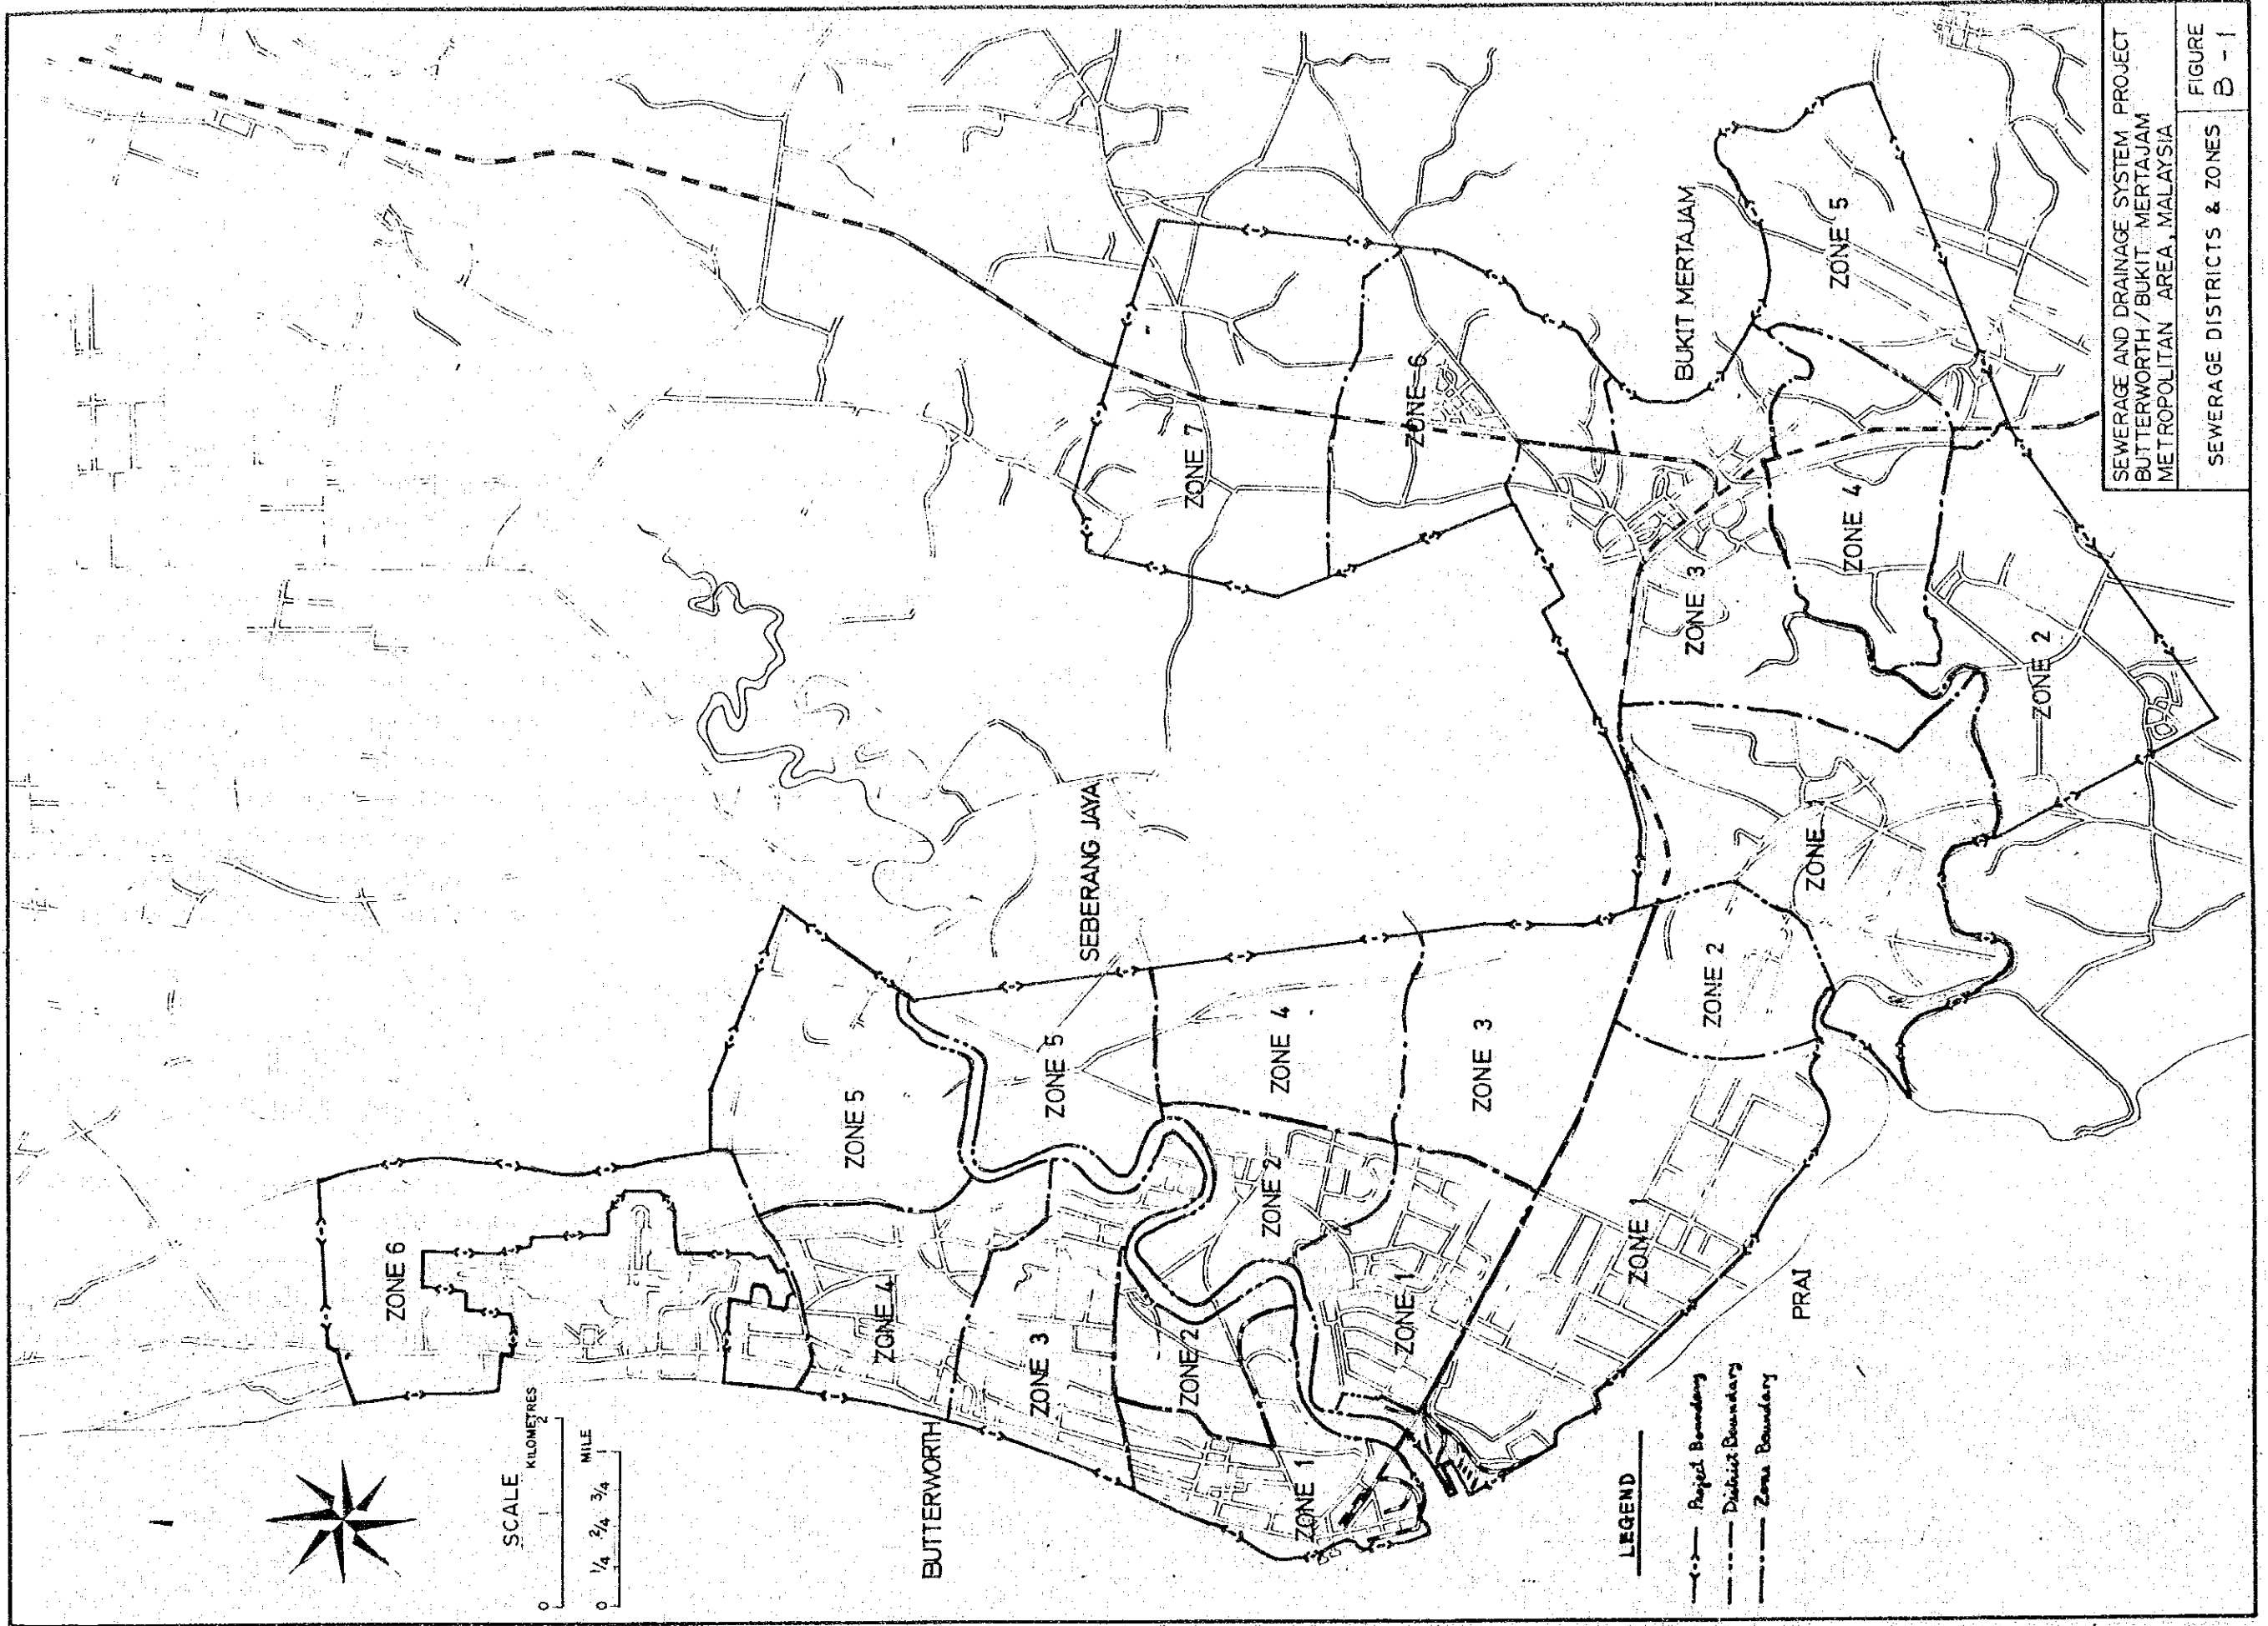 SEWERAGE AND DRAINAGE SYSTEM PROJECT
BUTTERWORTH / BUKIT MERTAJAM
METROPOLITAN AREA, MALAYSIA
SEWERAGE DISTRICTS & ZONES
FIGURE
B - 1
SCALE
KILOMETRES
0 2
MILE
0 1/4 2/4 3/4 1
BUTTERWORTH
ZONE 6
ZONE 5
ZONE 4
ZONE 3
ZONE 2
ZONE 1
SEBERANG JAYA
ZONE 5
ZONE 4
ZONE 3
ZONE 2
ZONE 1
PRAI
ZONE 1
ZONE 2
BUKIT MERTAJAM
ZONE 7
ZONE 6
ZONE 5
ZONE 4
ZONE 3
ZONE 2
ZONE 1
LEGEND
Project Boundary
District Boundary
Zone Boundary